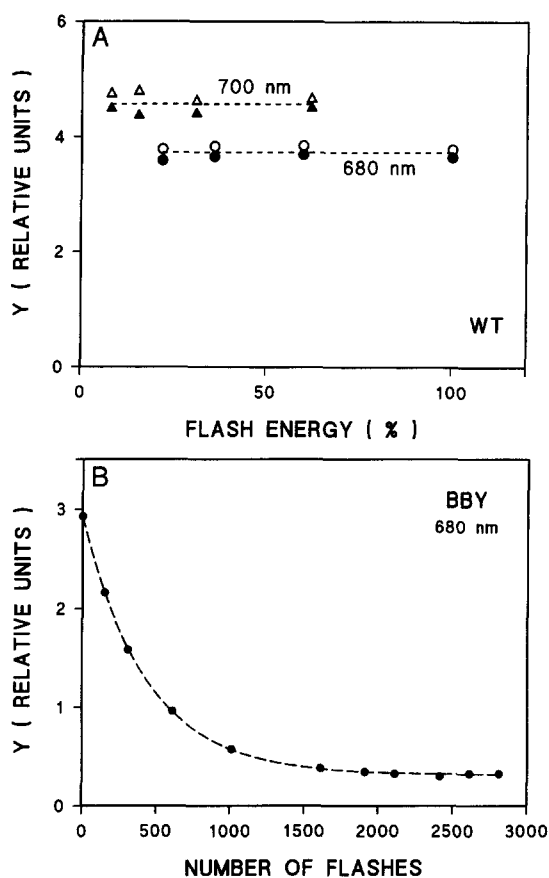 A
6
4
2
0
Y ( RELATIVE UNITS )
700 nm
680 nm
WT
0 50 100
FLASH ENERGY ( % )
B
3
2
1
0
Y ( RELATIVE UNITS )
BBY
680 nm
0 500 1000 1500 2000 2500 3000
NUMBER OF FLASHES